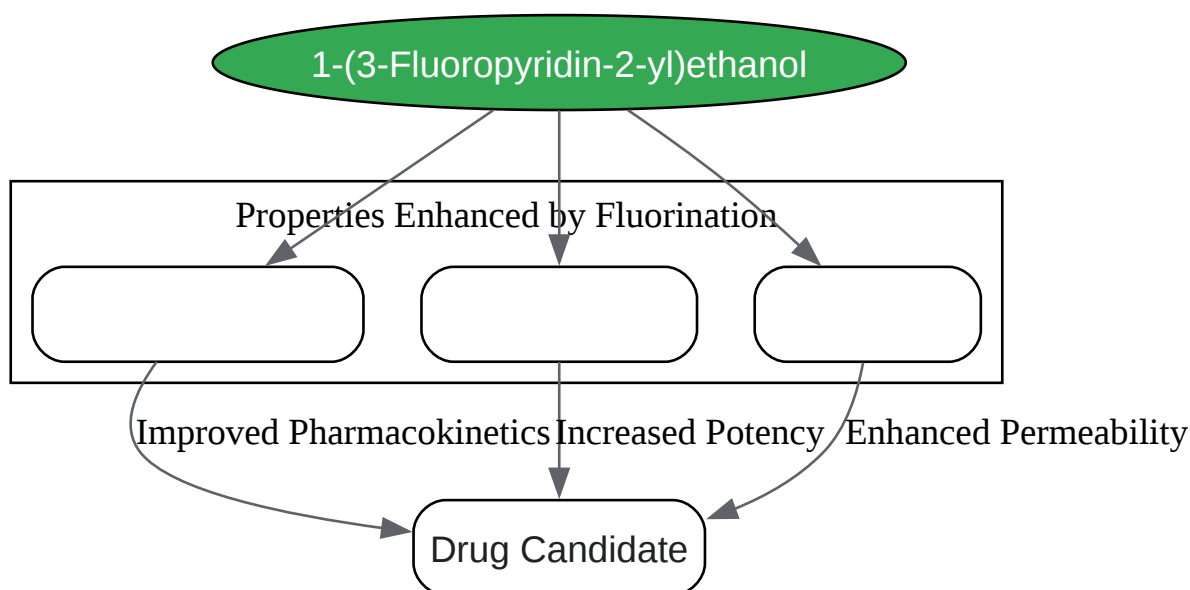 1-(3-Fluoropyridin-2-yl)ethanol
Properties Enhanced by Fluorination
Improved Pharmacokinetics
Increased Potency
Enhanced Permeability
Drug Candidate